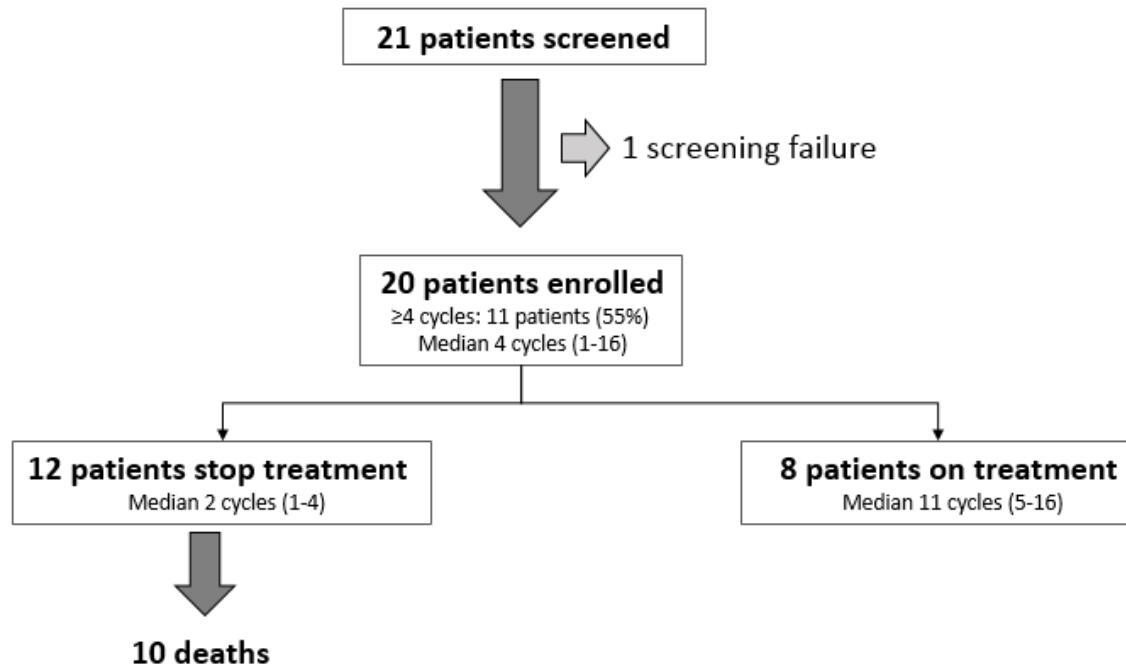 21 patients screened
1 screening failure
20 patients enrolled
≥4 cycles: 11 patients (55%)
Median 4 cycles (1-16)
12 patients stop treatment
Median 2 cycles (1-4)
8 patients on treatment
Median 11 cycles (5-16)
10 deaths